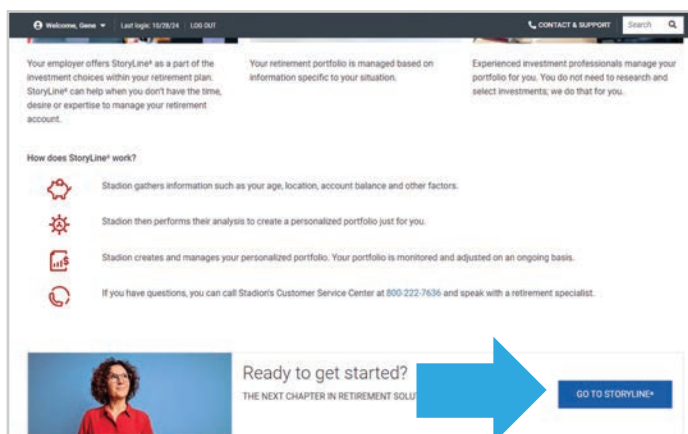 Welcome, Gene
Last login: 10/28/24
LOG OUT
CONTACT & SUPPORT
Search
Your employer offers StoryLine⁴ as a part of the
investment choices within your retirement plan.
StoryLine⁴ can help when you don't have the time,
desire or expertise to manage your retirement
account.
Your retirement portfolio is managed based on
information specific to your situation.
Experienced investment professionals manage your
portfolio for you. You do not need to research and
select investments; we do that for you.
How does StoryLine⁴ work?
Stadion gathers information such as your age, location, account balance and other factors.
Stadion then performs their analysis to create a personalized portfolio just for you.
Stadion creates and manages your personalized portfolio. Your portfolio is monitored and adjusted on an ongoing basis.
If you have questions, you can call Stadion's Customer Service Center at 800-222-7636 and speak with a retirement specialist.
Ready to get started?
THE NEXT CHAPTER IN RETIREMENT
GO TO STORYLINE⁴